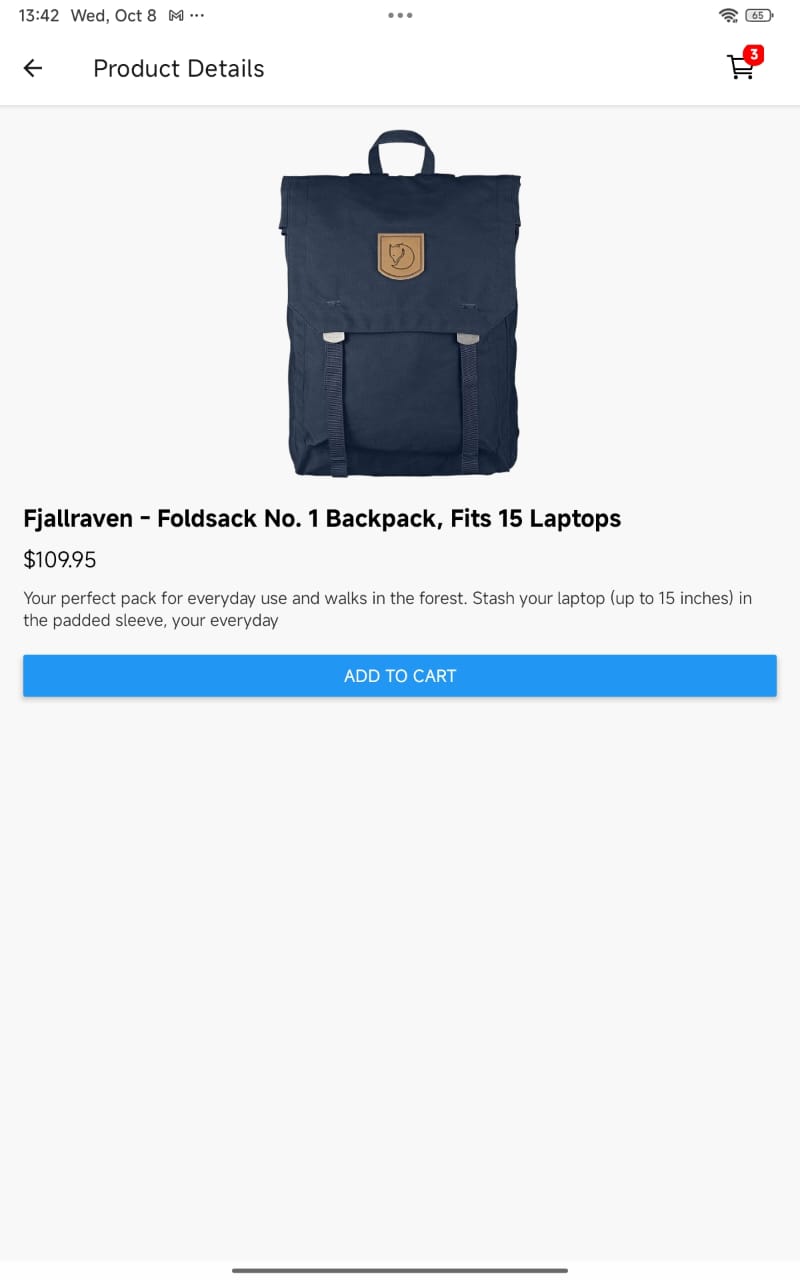 13:42 Wed, Oct 8
65
Product Details
3
Fjallraven - Foldsack No. 1 Backpack, Fits 15 Laptops
$109.95
Your perfect pack for everyday use and walks in the forest. Stash your laptop (up to 15 inches) in
the padded sleeve, your everyday
ADD TO CART